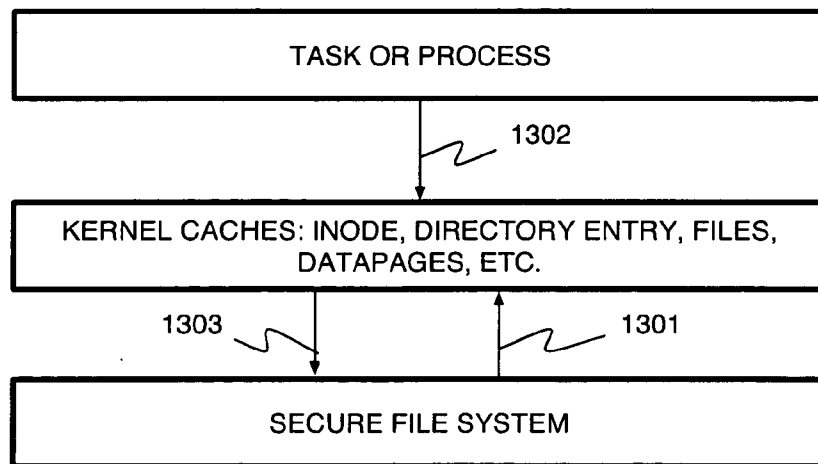 TASK OR PROCESS
1302
KERNEL CACHES: INODE, DIRECTORY ENTRY, FILES,
DATAPAGES, ETC.
1303
1301
SECURE FILE SYSTEM